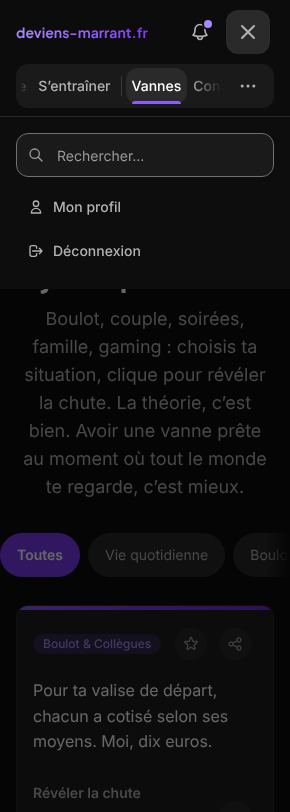 deviens-marrant.fr
e S'entraîner Vannes Con ...
Rechercher...
Mon profil
Déconnexion
Boulot, couple, soirées,
famille, gaming : choisis ta
situation, clique pour révéler
la chute. La théorie, c'est
bien. Avoir une vanne prête
au moment où tout le monde
te regarde, c'est mieux.
Toutes Vie quotidienne Boulo
Boulot & Collègues
Pour ta valise de départ,
chacun a cotisé selon ses
moyens. Moi, dix euros.
Révéler la chute